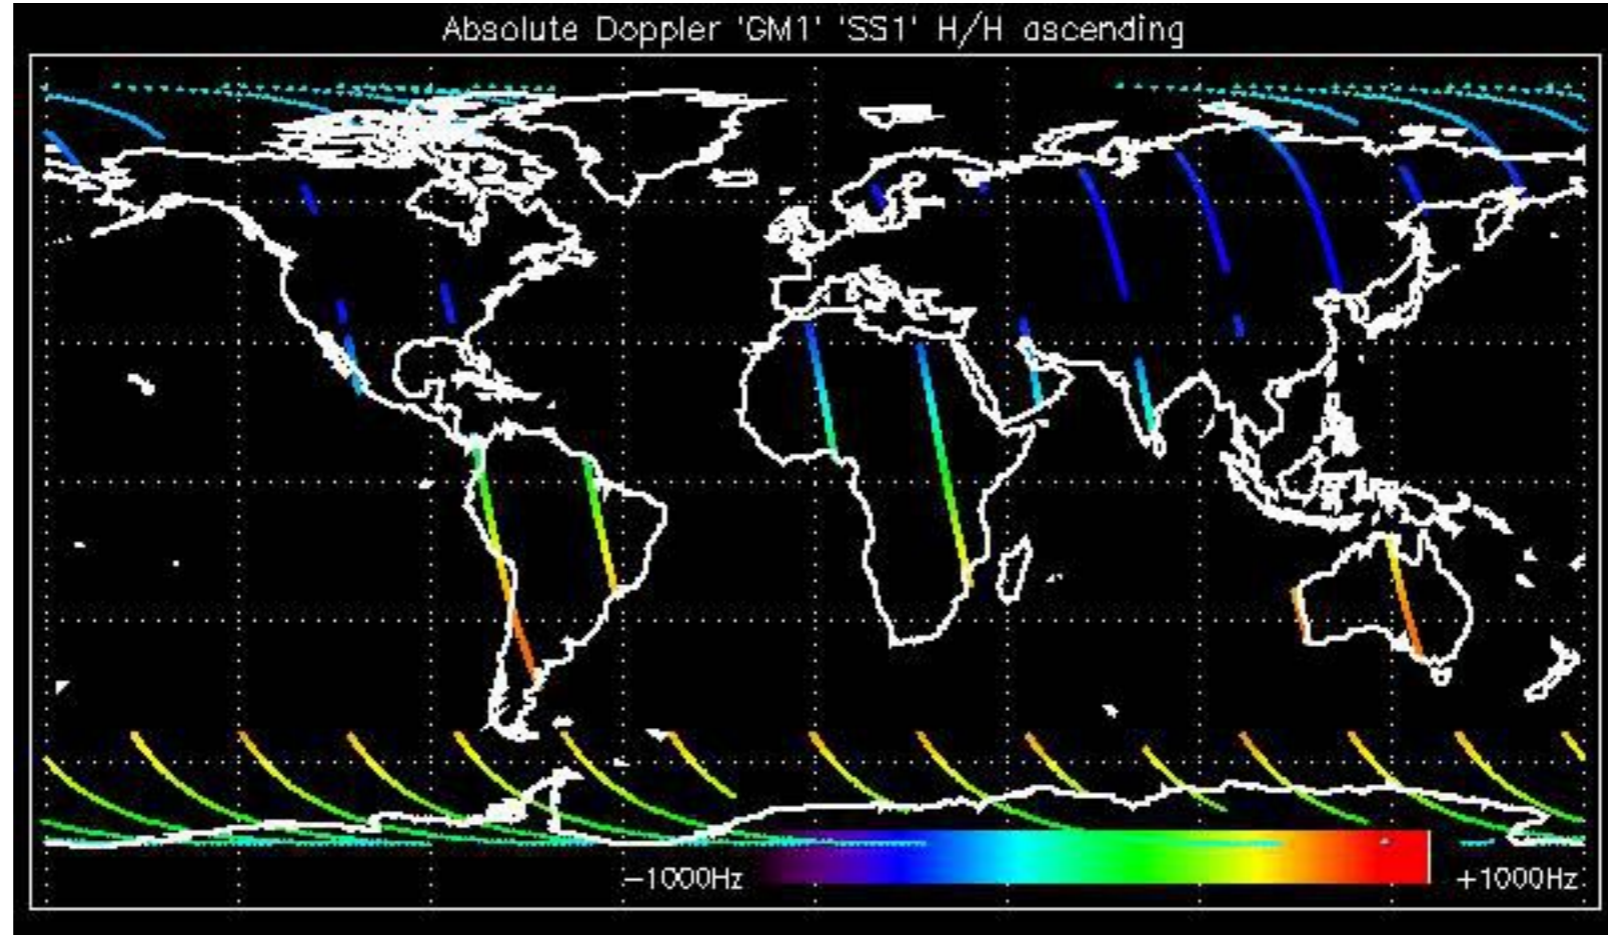 Absolute Doppler 'GM1' 'SS1' H/H ascending
−1000Hz
+1000Hz